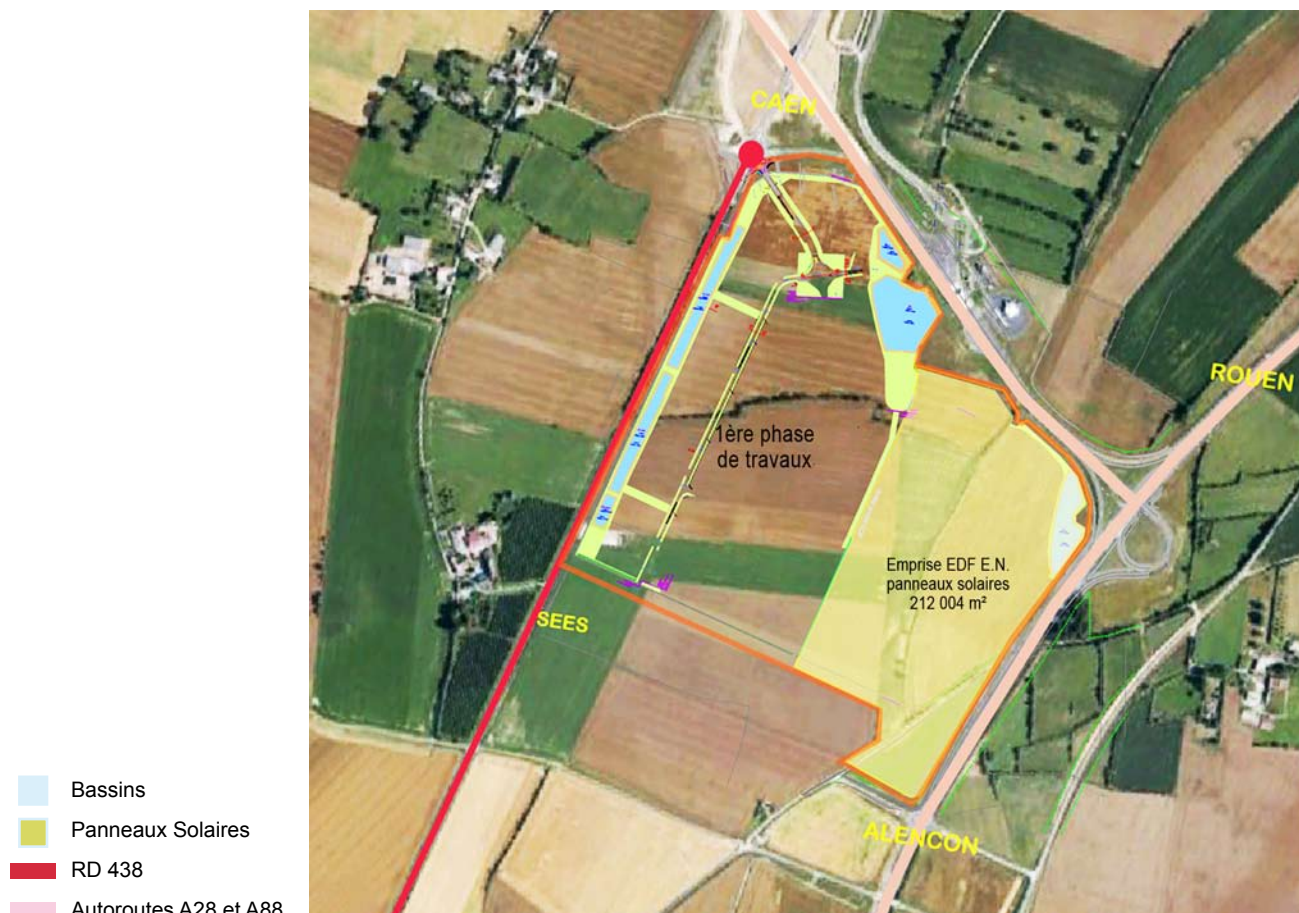 CAEN
ROUEN
1ère phase
de travaux
Emprise EDF E.N.
panneaux solaires
212 004 m²
SEES
ALENCON
Bassins
Panneaux Solaires
RD 438
Autoroutes A28 et A88